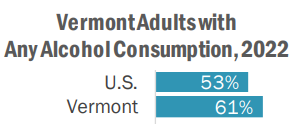 Vermont Adults with
Any Alcohol Consumption, 2022
U.S. 53%
Vermont 61%